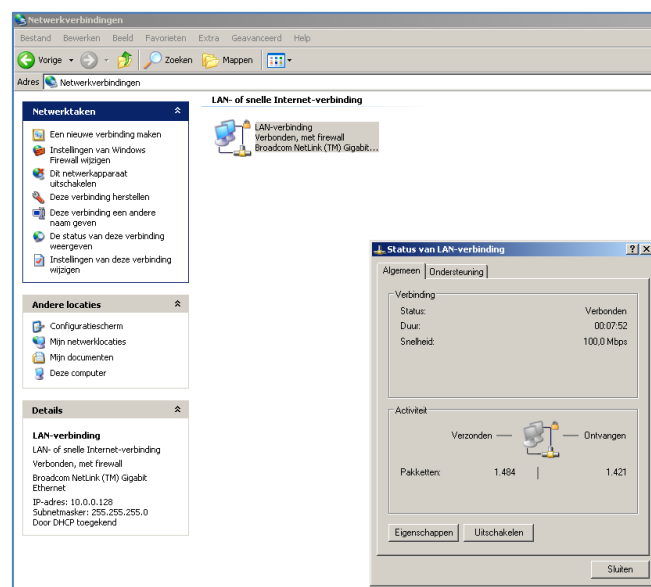 Netwerkverbindingen
Bestand Bewerken Beeld Favorieten Extra Geavanceerd Help
Vorige Zoeken Mappen
Adres Netwerkverbindingen
Netwerktaken
Een nieuwe verbinding maken
Instellingen van Windows
Firewall wijzigen
Dit netwerkapparaat
uitschakelen
Deze verbinding herstellen
Deze verbinding een andere
naam geven
De status van deze verbinding
weergeven
Instellingen van deze verbinding
wijzigen
Andere locaties
Configuratiescherm
Mijn netwerklocaties
Mijn documenten
Deze computer
Details
LAN-verbinding
LAN- of snelle Internet-verbinding
Verbonden, met firewall
Broadcom NetLink (TM) Gigabit
Ethernet
IP-adres: 10.0.0.128
Subnetmasker: 255.255.255.0
Door DHCP toegekend
LAN- of snelle Internet-verbinding
LAN-verbinding
Verbonden, met firewall
Broadcom NetLink (TM) Gigabit...
Status van LAN-verbinding
Algemeen Ondersteuning
Verbinding
Status: Verbonden
Duur: 00:07:52
Snelheid: 100,0 Mbps
Activiteit
Verzonden — — Ontvangen
Pakketten: 1.484 | 1.421
Eigenschappen Uitschakelen
Sluiten